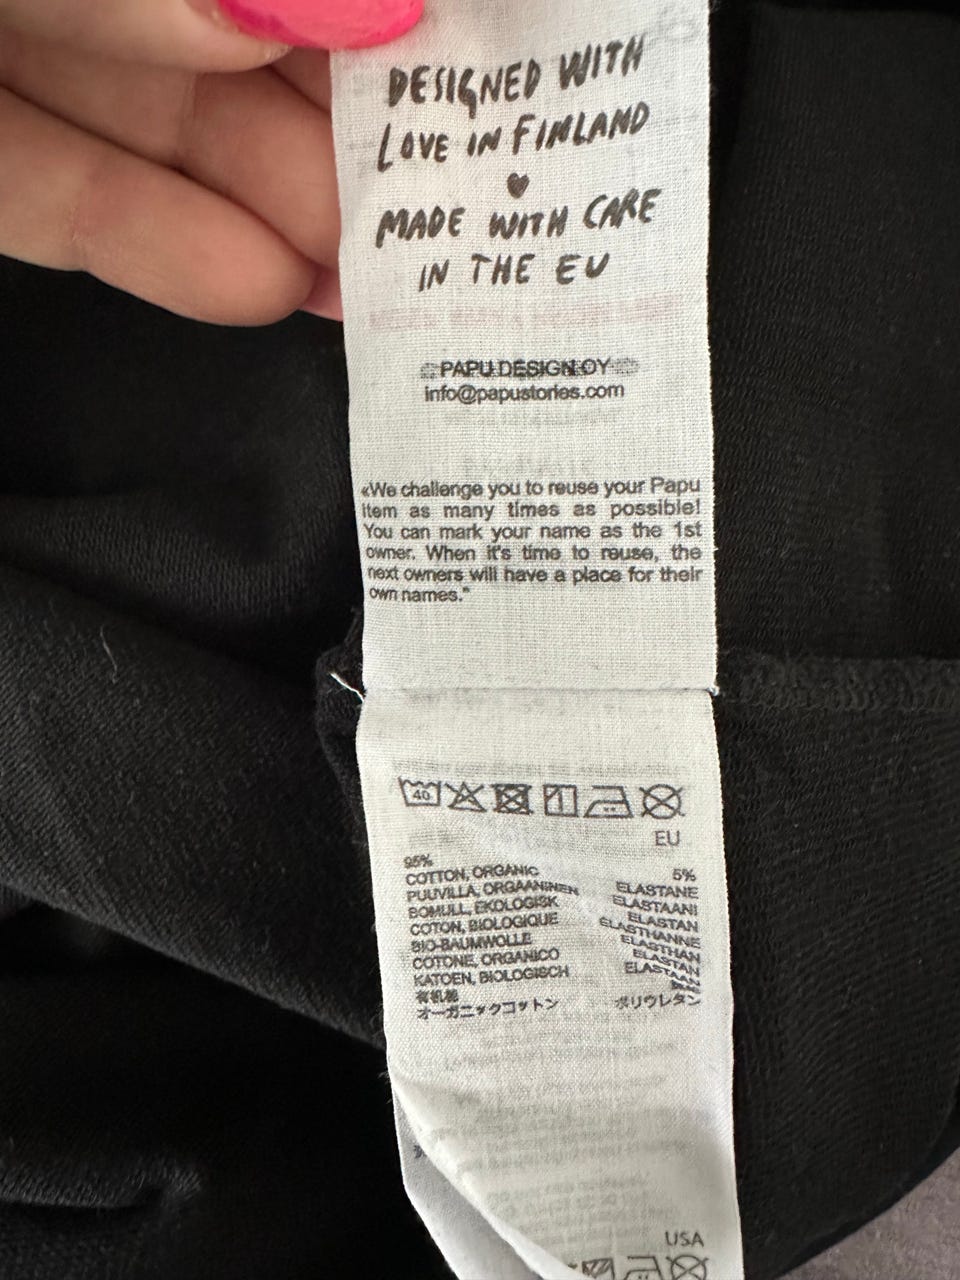 DESIGNED WITH
LOVE IN FINLAND
♥
MADE WITH CARE
IN THE EU
PAPU DESIGN OY
info@papustories.com
«We challenge you to reuse your Papu
item as many times as possible!
You can mark your name as the 1st
owner. When it's time to reuse, the
next owners will have a place for their
own names."
40
EU
95%
COTTON, ORGANIC
PUUVILLA, ORGAANINEN
BOMULL, EKOLOGISK
COTON, BIOLOGIQUE
BIO-BAUMWOLLE
COTONE, ORGANICO
KATOEN, BIOLOGISCH
有机棉
オーガニックコットン
5%
ELASTANE
ELASTAANI
ELASTAN
ELASTHANNE
ELASTHAN
ELASTAN
ELASTAAN
ポリウレタン
USA